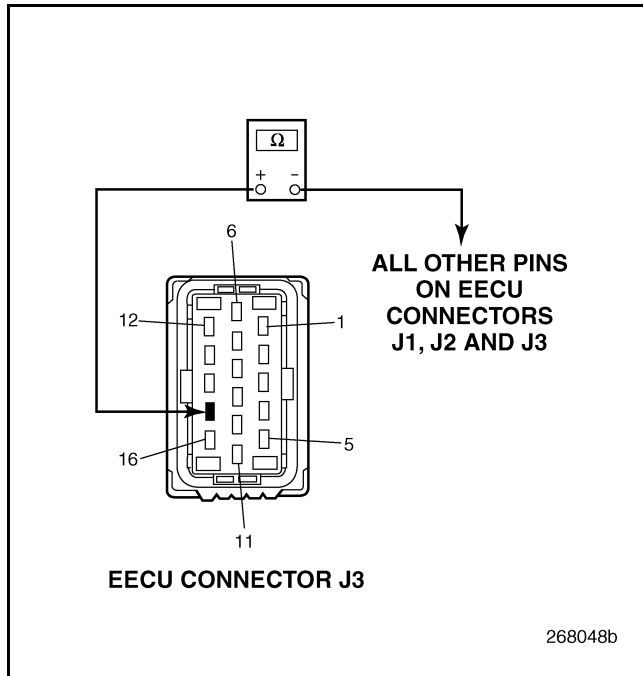 Ω
+ −
6
ALL OTHER PINS
ON EECU
CONNECTORS
J1, J2 AND J3
12
1
16
5
11
EECU CONNECTOR J3
268048b